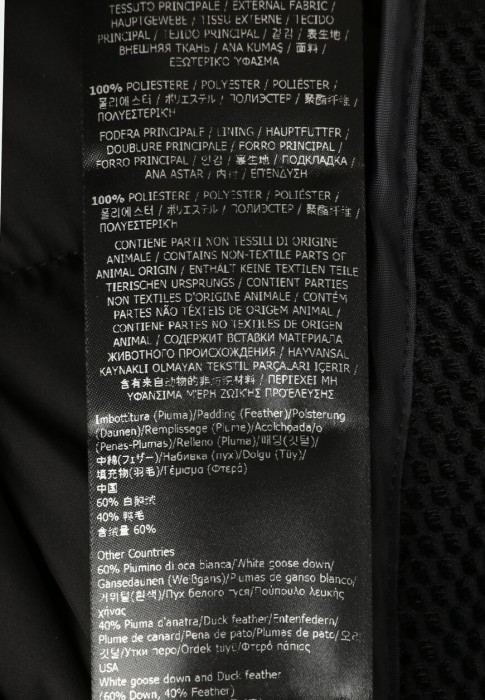 TESSUTO PRINCIPALE / EXTERNAL FABRIC /
HAUPTGEWEBE / TISSU EXTERNE / TECIDO
PRINCIPAL / TEJIDO PRINCIPAL / 겉감 / 表生地 /
ВНЕШНЯЯ ТКАНЬ / ANA KUMAŞ / 面料 /
ΕΞΩΤΕΡΙΚΟ ΥΦΑΣΜΑ
100% POLIESTERE / POLYESTER / POLIÉSTER /
폴리에스터 / ポリエステル / ПОЛИЭСТЕР / 聚酯纤维 /
ΠΟΛΥΕΣΤΕΡΙΚΗ
FODERA PRINCIPALE / LINING / HAUPTFUTTER /
DOUBLURE PRINCIPALE / FORRO PRINCIPAL /
FORRO PRINCIPAL / 안감 / 裏生地 / ПОДКЛАДКА /
ANA ASTAR / 内衬 / ΕΠΕΝΔΥΣΗ
100% POLIESTERE / POLYESTER / POLIÉSTER /
폴리에스터 / ポリエステル / ПОЛИЭСТЕР / 聚酯纤维 /
ΠΟΛΥΕΣΤΕΡΙΚΗ
CONTIENE PARTI NON TESSILI DI ORIGINE
ANIMALE / CONTAINS NON-TEXTILE PARTS OF
ANIMAL ORIGIN / ENTHÄLT KEINE TEXTILEN TEILE
TIERISCHEN URSPRUNGS / CONTIENT PARTIES
NON TEXTILES D'ORIGINE ANIMALE / CONTÉM
PARTES NÃO TÊXTEIS DE ORIGEM ANIMAL /
CONTIENE PARTES NO TEXTILES DE ORIGEN
ANIMAL / СОДЕРЖИТ ВСТАВКИ МАТЕРИАЛА
ЖИВОТНОГО ПРОИСХОЖДЕНИЯ / HAYVANSAL
KAYNAKLI OLMAYAN TEKSTİL PARÇALARI İÇERİR /
含有来自动物的非纺织材料 / ΠΕΡΙΕΧΕΙ ΜΗ
ΥΦΑΝΣΙΜΑ ΜΕΡΗ ΖΩΙΚΗΣ ΠΡΟΕΛΕΥΣΗΣ
Imbottitura (Piuma)/Padding (Feather)/Polsterung
(Daunen)/Remplissage (Plume)/Acolchoada/o
(Penas-Plumas)/Relleno (Pluma)/패딩(깃털)/
中綿(フェザー)/Набивка (пух)/Dolgu (Tüy)/
填充物(羽毛)/Γέμισμα (Φτερό)
中国
60% 白鹅绒
40% 鸭毛
含绒量 60%
Other Countries
60% Piumino di oca bianca/White goose down/
Gansedaunen (Weißgans)/Plumas de ganso blanco/
거위털(흰색)/Пух белого гуся/Πούπουλο λευκής
χήνας
40% Piuma d'anatra/Duck feather/Entenfedern/
Plume de canard/Pena de pato/Plumas de pato/오리
깃털/Утки перо/Ördek tüyü/Φτερό πάπιας
USA
White goose down and Duck feather
(60% Down, 40% Feather)